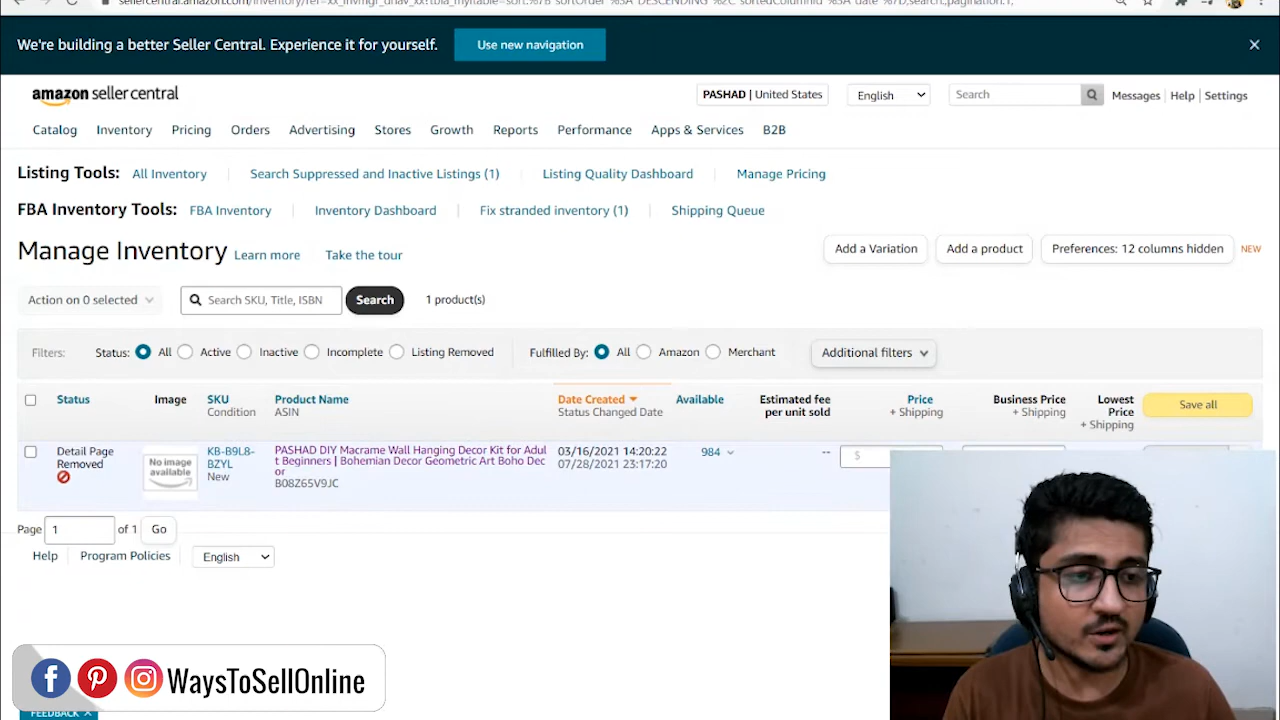 We're building a better Seller Central. Experience it for yourself. Use new navigation
amazon seller central PASHAD | United States English Search Messages Help Settings
Catalog Inventory Pricing Orders Advertising Stores Growth Reports Performance Apps & Services B2B
Listing Tools: All Inventory Search Suppressed and Inactive Listings (1) Listing Quality Dashboard Manage Pricing
FBA Inventory Tools: FBA Inventory Inventory Dashboard Fix stranded inventory (1) Shipping Queue
Manage Inventory Learn more Take the tour Add a Variation Add a product Preferences: 12 columns hidden NEW
Action on 0 selected Search SKU, Title, ISBN Search 1 product(s)
Filters: Status: All Active Inactive Incomplete Listing Removed Fulfilled By: All Amazon Merchant Additional filters
Status Image SKU Product Name Date Created Available Estimated fee Price Business Price Lowest Save all
Condition ASIN Status Changed Date per unit sold + Shipping + Shipping Price
+ Shipping
Detail Page No image KB-B9L8- PASHAD DIY Macrame Wall Hanging Decor Kit for Adul 03/16/2021 14:20:22 984 -- $
Removed available BZYL t Beginners | Bohemian Decor Geometric Art Boho Dec 07/28/2021 23:17:20
New or
B08Z65V9JC
Page 1 of 1 Go
Help Program Policies English
WaysToSellOnline
FEEDBACK